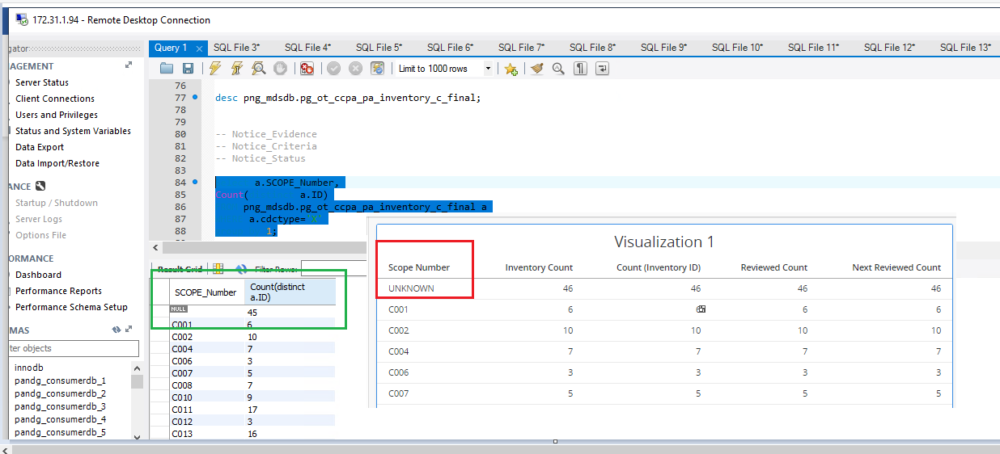 172.31.1.94 - Remote Desktop Connection
gator
Query 1 SQL File 3* SQL File 4* SQL File 5* SQL File 6* SQL File 7* SQL File 8* SQL File 9* SQL File 10* SQL File 11* SQL File 12* SQL File 13*
AGEMENT
Server Status
Client Connections
Users and Privileges
Status and System Variables
Data Export
Data Import/Restore
ANCE
Startup / Shutdown
Server Logs
Options File
ORMANCE
Dashboard
Performance Reports
Performance Schema Setup
MAS
ter objects
innodb
pandg_consumerdb_1
pandg_consumerdb_2
pandg_consumerdb_3
pandg_consumerdb_4
pandg_consumerdb_5
Limit to 1000 rows
76
77 desc png_mdsdb.pg_ot_ccpa_pa_inventory_c_final;
78
79
80 -- Notice_Evidence
81 -- Notice_Criteria
82 -- Notice_Status
83
84 a.SCOPE_Number,
85 Count( a.ID)
86 png_mdsdb.pg_ot_ccpa_pa_inventory_c_final a
87 a.cdctype='X'
88 1;
Result Grid Filter Rows:
SCOPE_Number Count(distinct
a.ID)
NULL 45
C001 6
C002 10
C004 7
C006 3
C007 5
C008 7
C010 9
C011 17
C012 3
C013 16
Visualization 1
Scope Number Inventory Count Count (Inventory ID) Reviewed Count Next Reviewed Count
UNKNOWN 46 46 46 46
C001 6 6 6 6
C002 10 10 10 10
C004 7 7 7 7
C006 3 3 3 3
C007 5 5 5 5